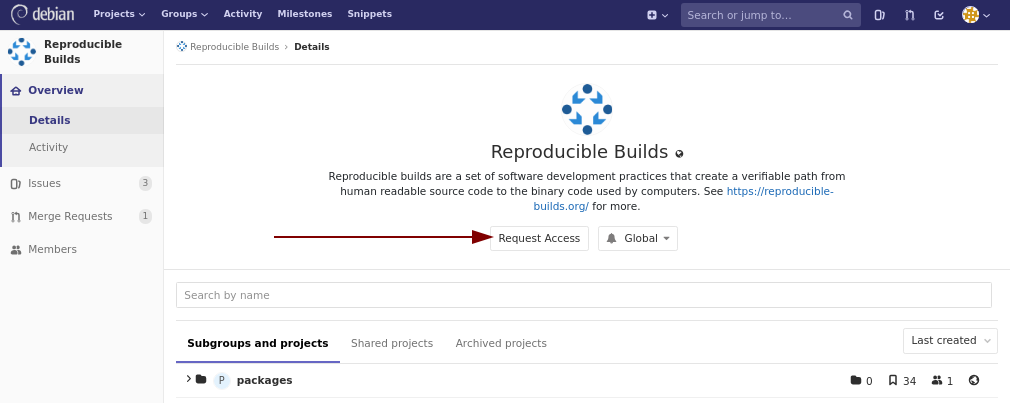 debian Projects Groups Activity Milestones Snippets Search or jump to...
Reproducible Builds
Overview
Details
Activity
Issues 3
Merge Requests 1
Members
Reproducible Builds › Details
Reproducible Builds
Reproducible builds are a set of software development practices that create a verifiable path from
human readable source code to the binary code used by computers. See https://reproducible-
builds.org/ for more.
Request Access Global
Search by name
Subgroups and projects Shared projects Archived projects Last created
P packages 0 34 1